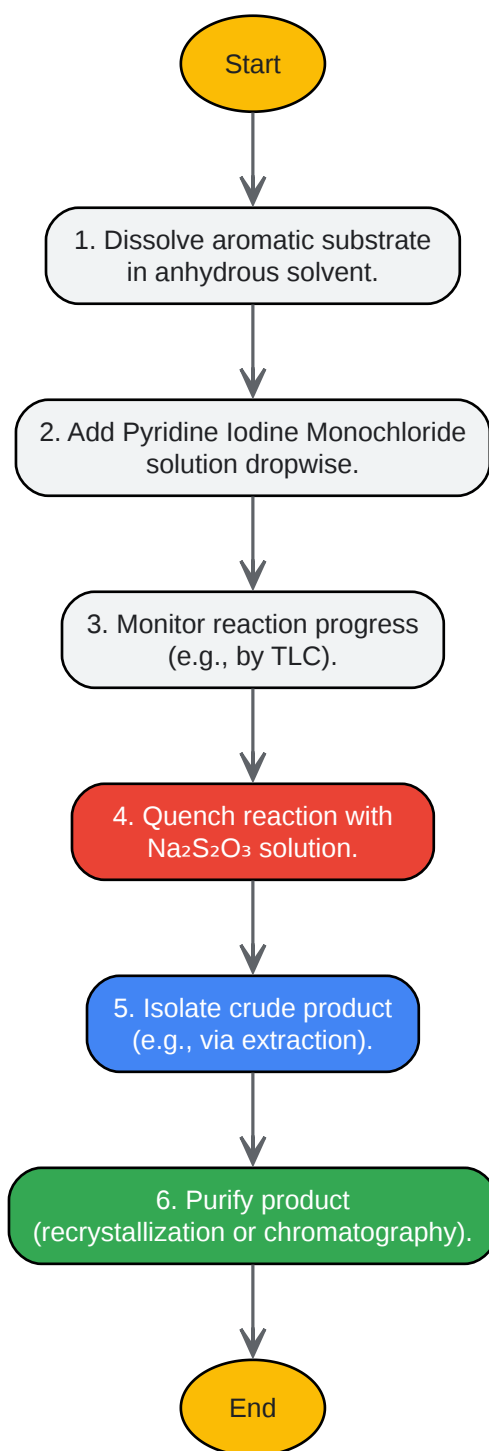 Start
1. Dissolve aromatic substrate
in anhydrous solvent.
2. Add Pyridine Iodine Monochloride
solution dropwise.
3. Monitor reaction progress
(e.g., by TLC).
4. Quench reaction with
Na₂S₂O₃ solution.
5. Isolate crude product
(e.g., via extraction).
6. Purify product
(recrystallization or chromatography).
End